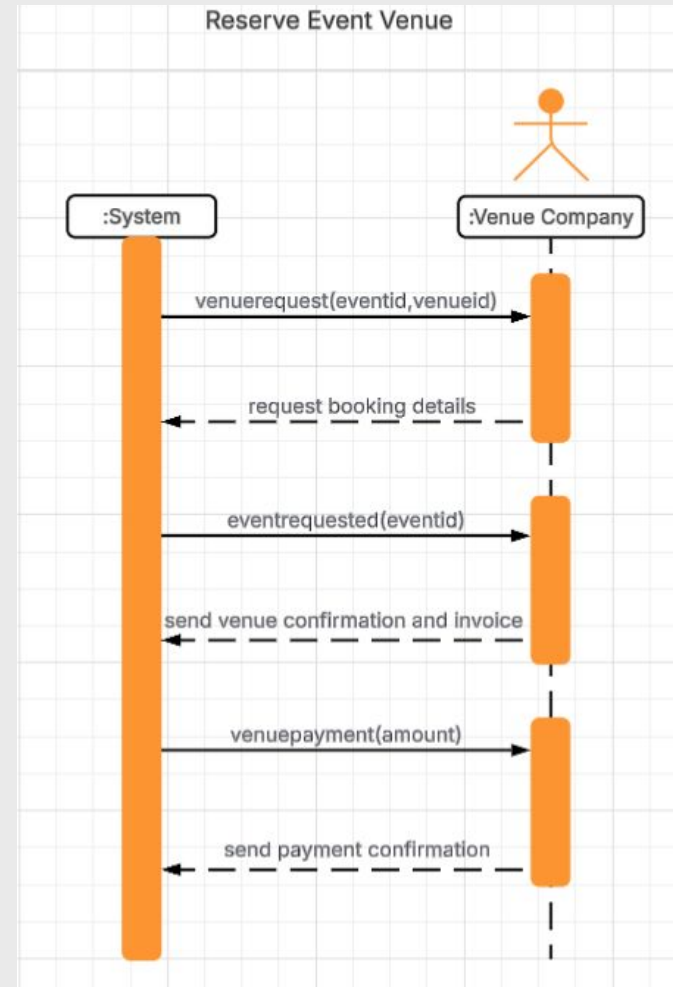 Reserve Event Venue
:System
:Venue Company
venuerequest(eventid,venueid)
request booking details
eventrequested(eventid)
send venue confirmation and invoice
venuepayment(amount)
send payment confirmation